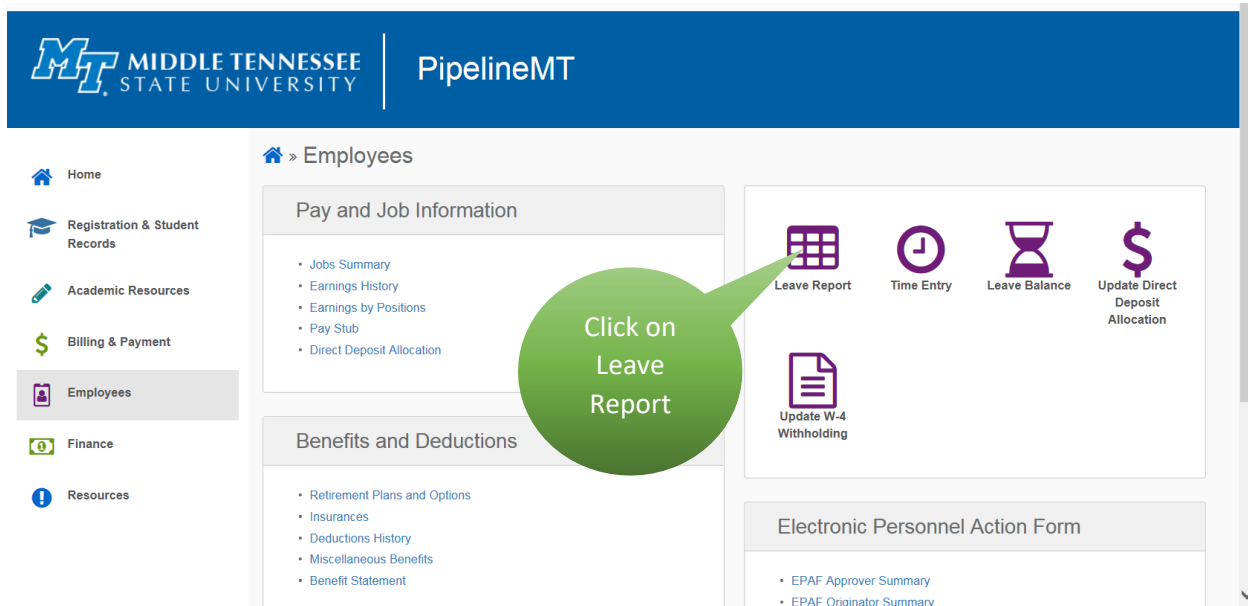 MT MIDDLE TENNESSEE
STATE UNIVERSITY
PipelineMT
Home
Registration & Student
Records
Academic Resources
Billing & Payment
Employees
Finance
Resources
» Employees
Pay and Job Information
• Jobs Summary
• Earnings History
• Earnings by Positions
• Pay Stub
• Direct Deposit Allocation
Benefits and Deductions
• Retirement Plans and Options
• Insurances
• Deductions History
• Miscellaneous Benefits
• Benefit Statement
Click on
Leave
Report
Leave Report
Time Entry
Leave Balance
Update Direct
Deposit
Allocation
Update W-4
Withholding
Electronic Personnel Action Form
• EPAF Approver Summary
• EPAF Originator Summary